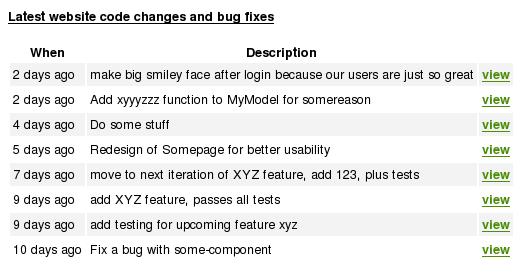 Latest website code changes and bug fixes
When Description
2 days ago make big smiley face after login because our users are just so great view
2 days ago Add xyyyzzz function to MyModel for somereason view
4 days ago Do some stuff view
5 days ago Redesign of Somepage for better usability view
7 days ago move to next iteration of XYZ feature, add 123, plus tests view
9 days ago add XYZ feature, passes all tests view
9 days ago add testing for upcoming feature xyz view
10 days ago Fix a bug with some-component view